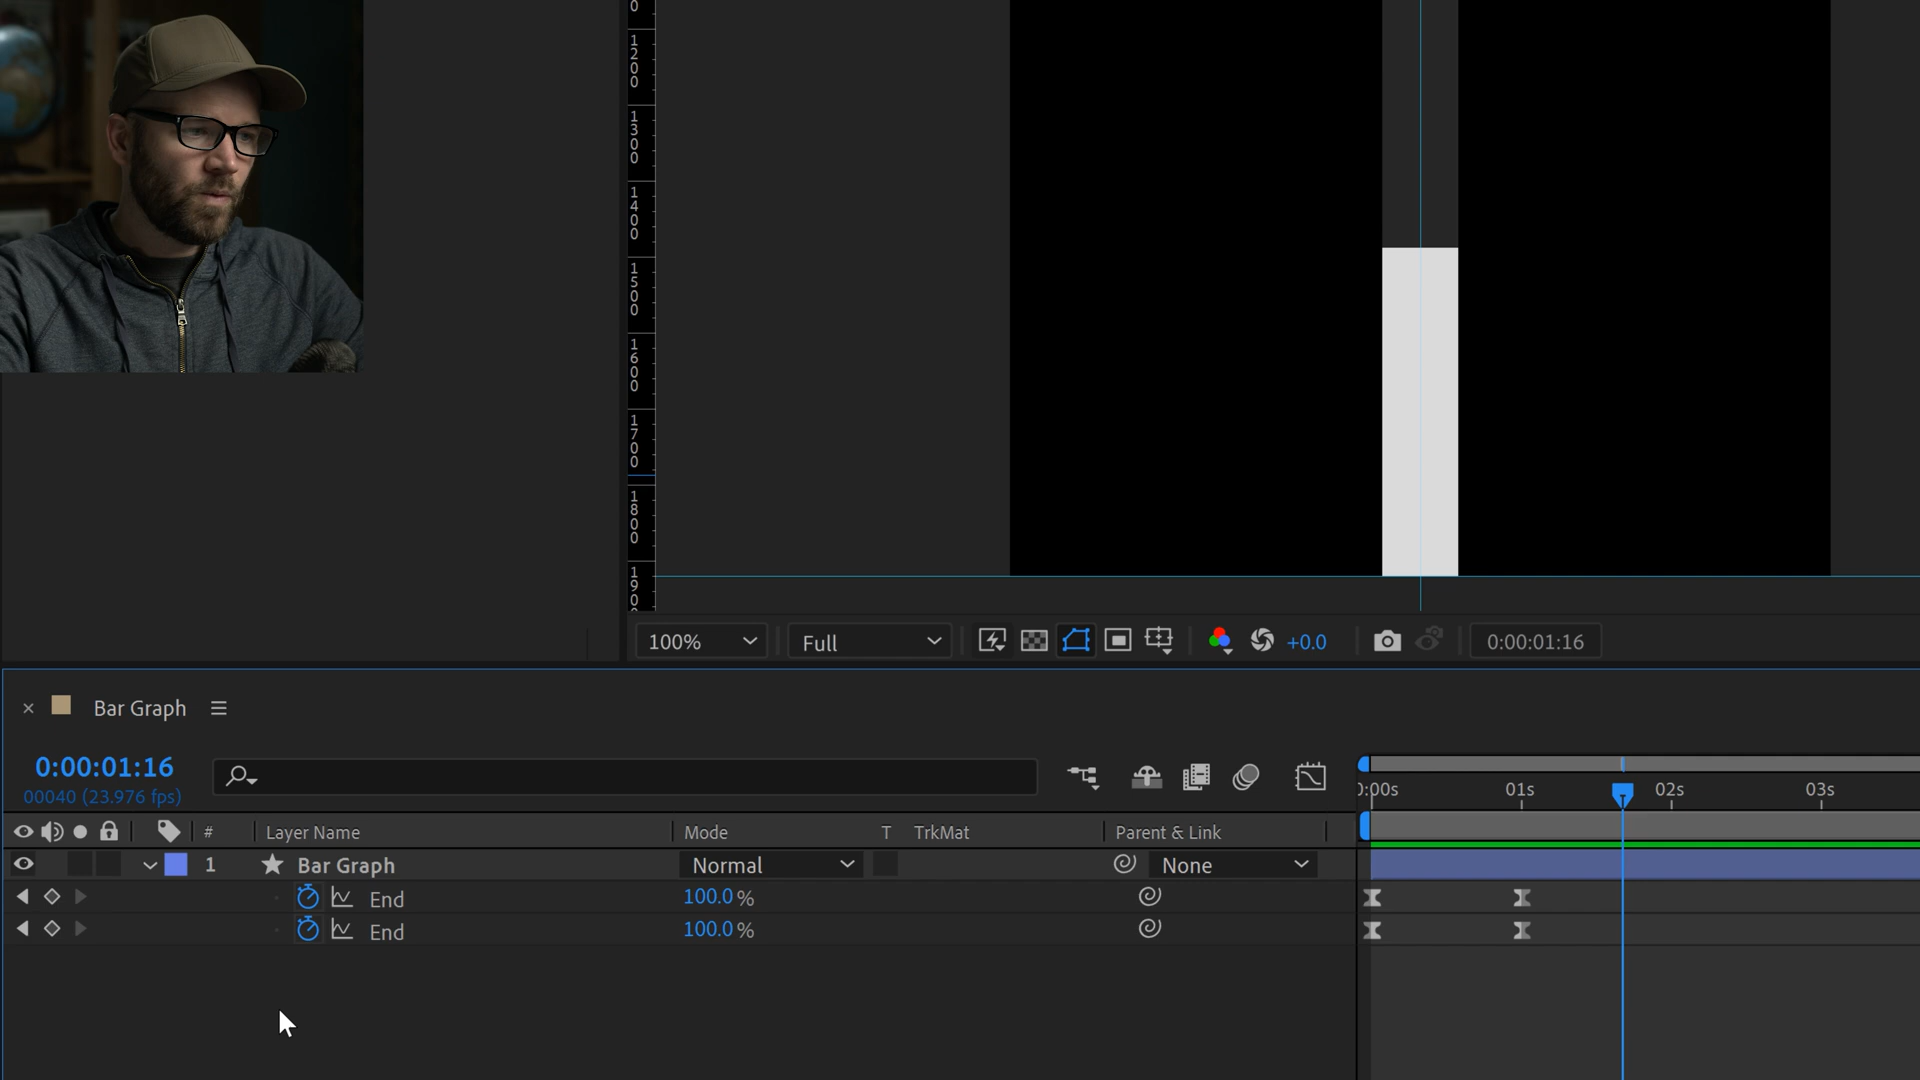 0
1200
1300
1400
1500
1600
1700
1800
190
100%
Full
+0.0
0:00:01:16
× Bar Graph
0:00:01:16
00040 (23.976 fps)
:00s 01s 02s 03s
# Layer Name Mode T TrkMat Parent & Link
1 Bar Graph Normal None
End 100.0 %
End 100.0 %